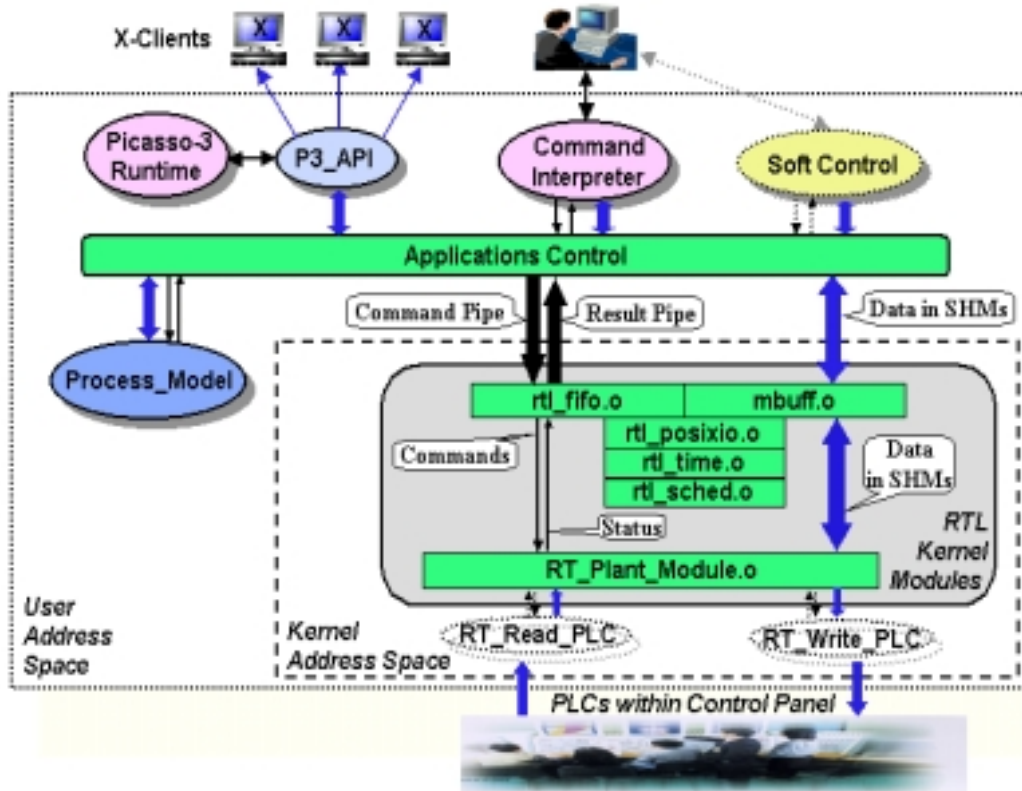 X-Clients
X
X
X
Picasso-3
Runtime
P3_API
Command
Interpreter
Soft Control
Applications Control
Command Pipe
Result Pipe
Data in SHMs
Process_Model
rtl_fifo.o
mbuff.o
rtl_posixio.o
rtl_time.o
rtl_sched.o
Commands
Data
in SHMs
Status
RTL
Kernel
Modules
RT_Plant_Module.o
User
Address
Space
Kernel
Address Space
RT_Read_PLC
RT_Write_PLC
PLCs within Control Panel